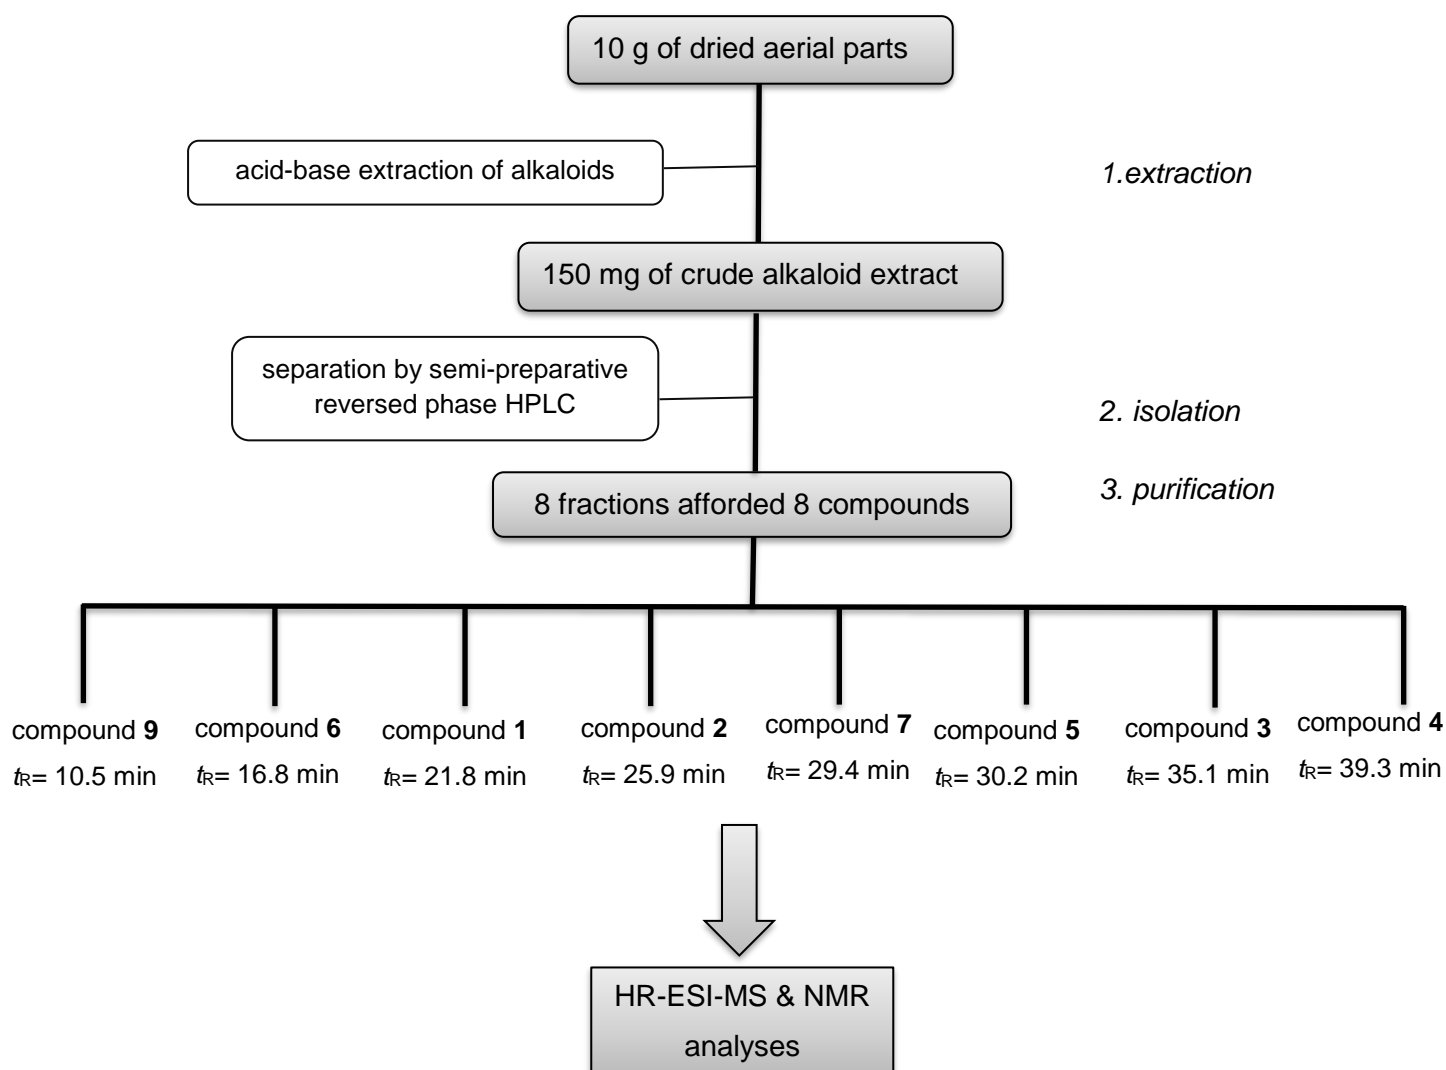 10 g of dried aerial parts
acid-base extraction of alkaloids
1.extraction
150 mg of crude alkaloid extract
separation by semi-preparative
reversed phase HPLC
2. isolation
8 fractions afforded 8 compounds
3. purification
compound 9
tR= 10.5 min
compound 6
tR= 16.8 min
compound 1
tR= 21.8 min
compound 2
tR= 25.9 min
compound 7
tR= 29.4 min
compound 5
tR= 30.2 min
compound 3
tR= 35.1 min
compound 4
tR= 39.3 min
HR-ESI-MS & NMR
analyses